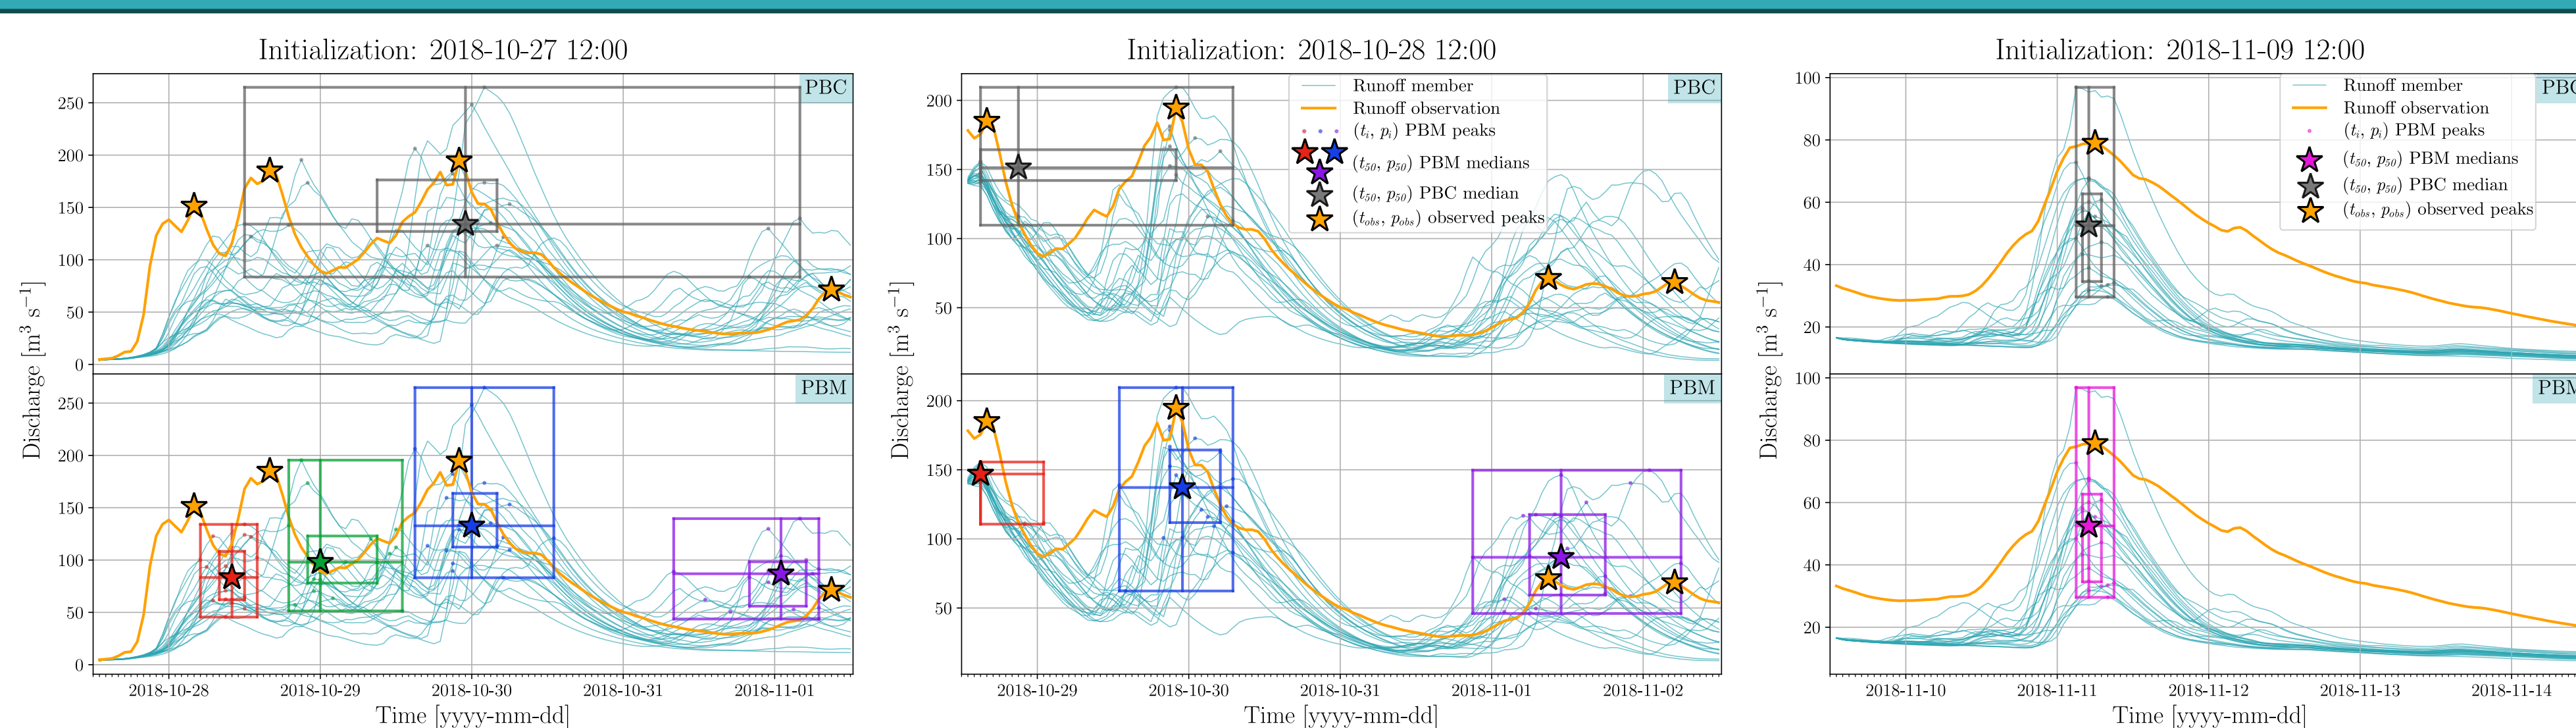 Initialization: 2018-10-27 12:00
PBC
250
200
150
100
50
0
Discharge [m³ s⁻¹]
PBM
250
200
150
100
50
0
Discharge [m³ s⁻¹]
2018-10-28 2018-10-29 2018-10-30 2018-10-31 2018-11-01
Time [yyyy-mm-dd]
Initialization: 2018-10-28 12:00
Runoff member
Runoff observation
(tᵢ, pᵢ) PBM peaks
(t₅₀, p₅₀) PBM medians
(t₅₀, p₅₀) PBC median
(tₒbₛ, pₒbₛ) observed peaks
200
150
100
50
Discharge [m³ s⁻¹]
PBM
200
150
100
50
2018-10-29 2018-10-30 2018-10-31 2018-11-01 2018-11-02
Time [yyyy-mm-dd]
Initialization: 2018-11-09 12:00
PBC
Runoff member
Runoff observation
(tᵢ, pᵢ) PBM peaks
(t₅₀, p₅₀) PBM medians
(t₅₀, p₅₀) PBC median
(tₒbₛ, pₒbₛ) observed peaks
100
80
60
40
20
Discharge [m³ s⁻¹]
PBM
100
80
60
40
20
2018-11-10 2018-11-11 2018-11-12 2018-11-13 2018-11-14
Time [yyyy-mm-dd]